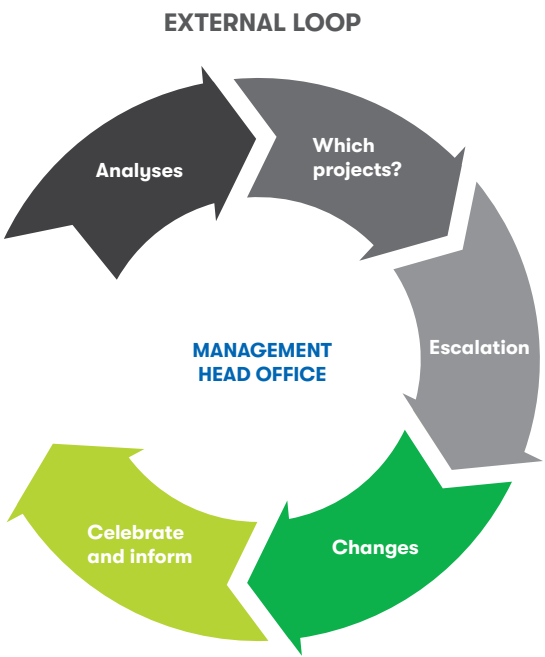 EXTERNAL LOOP
Analyses
Which
projects?
Escalation
MANAGEMENT
HEAD OFFICE
Changes
Celebrate
and inform